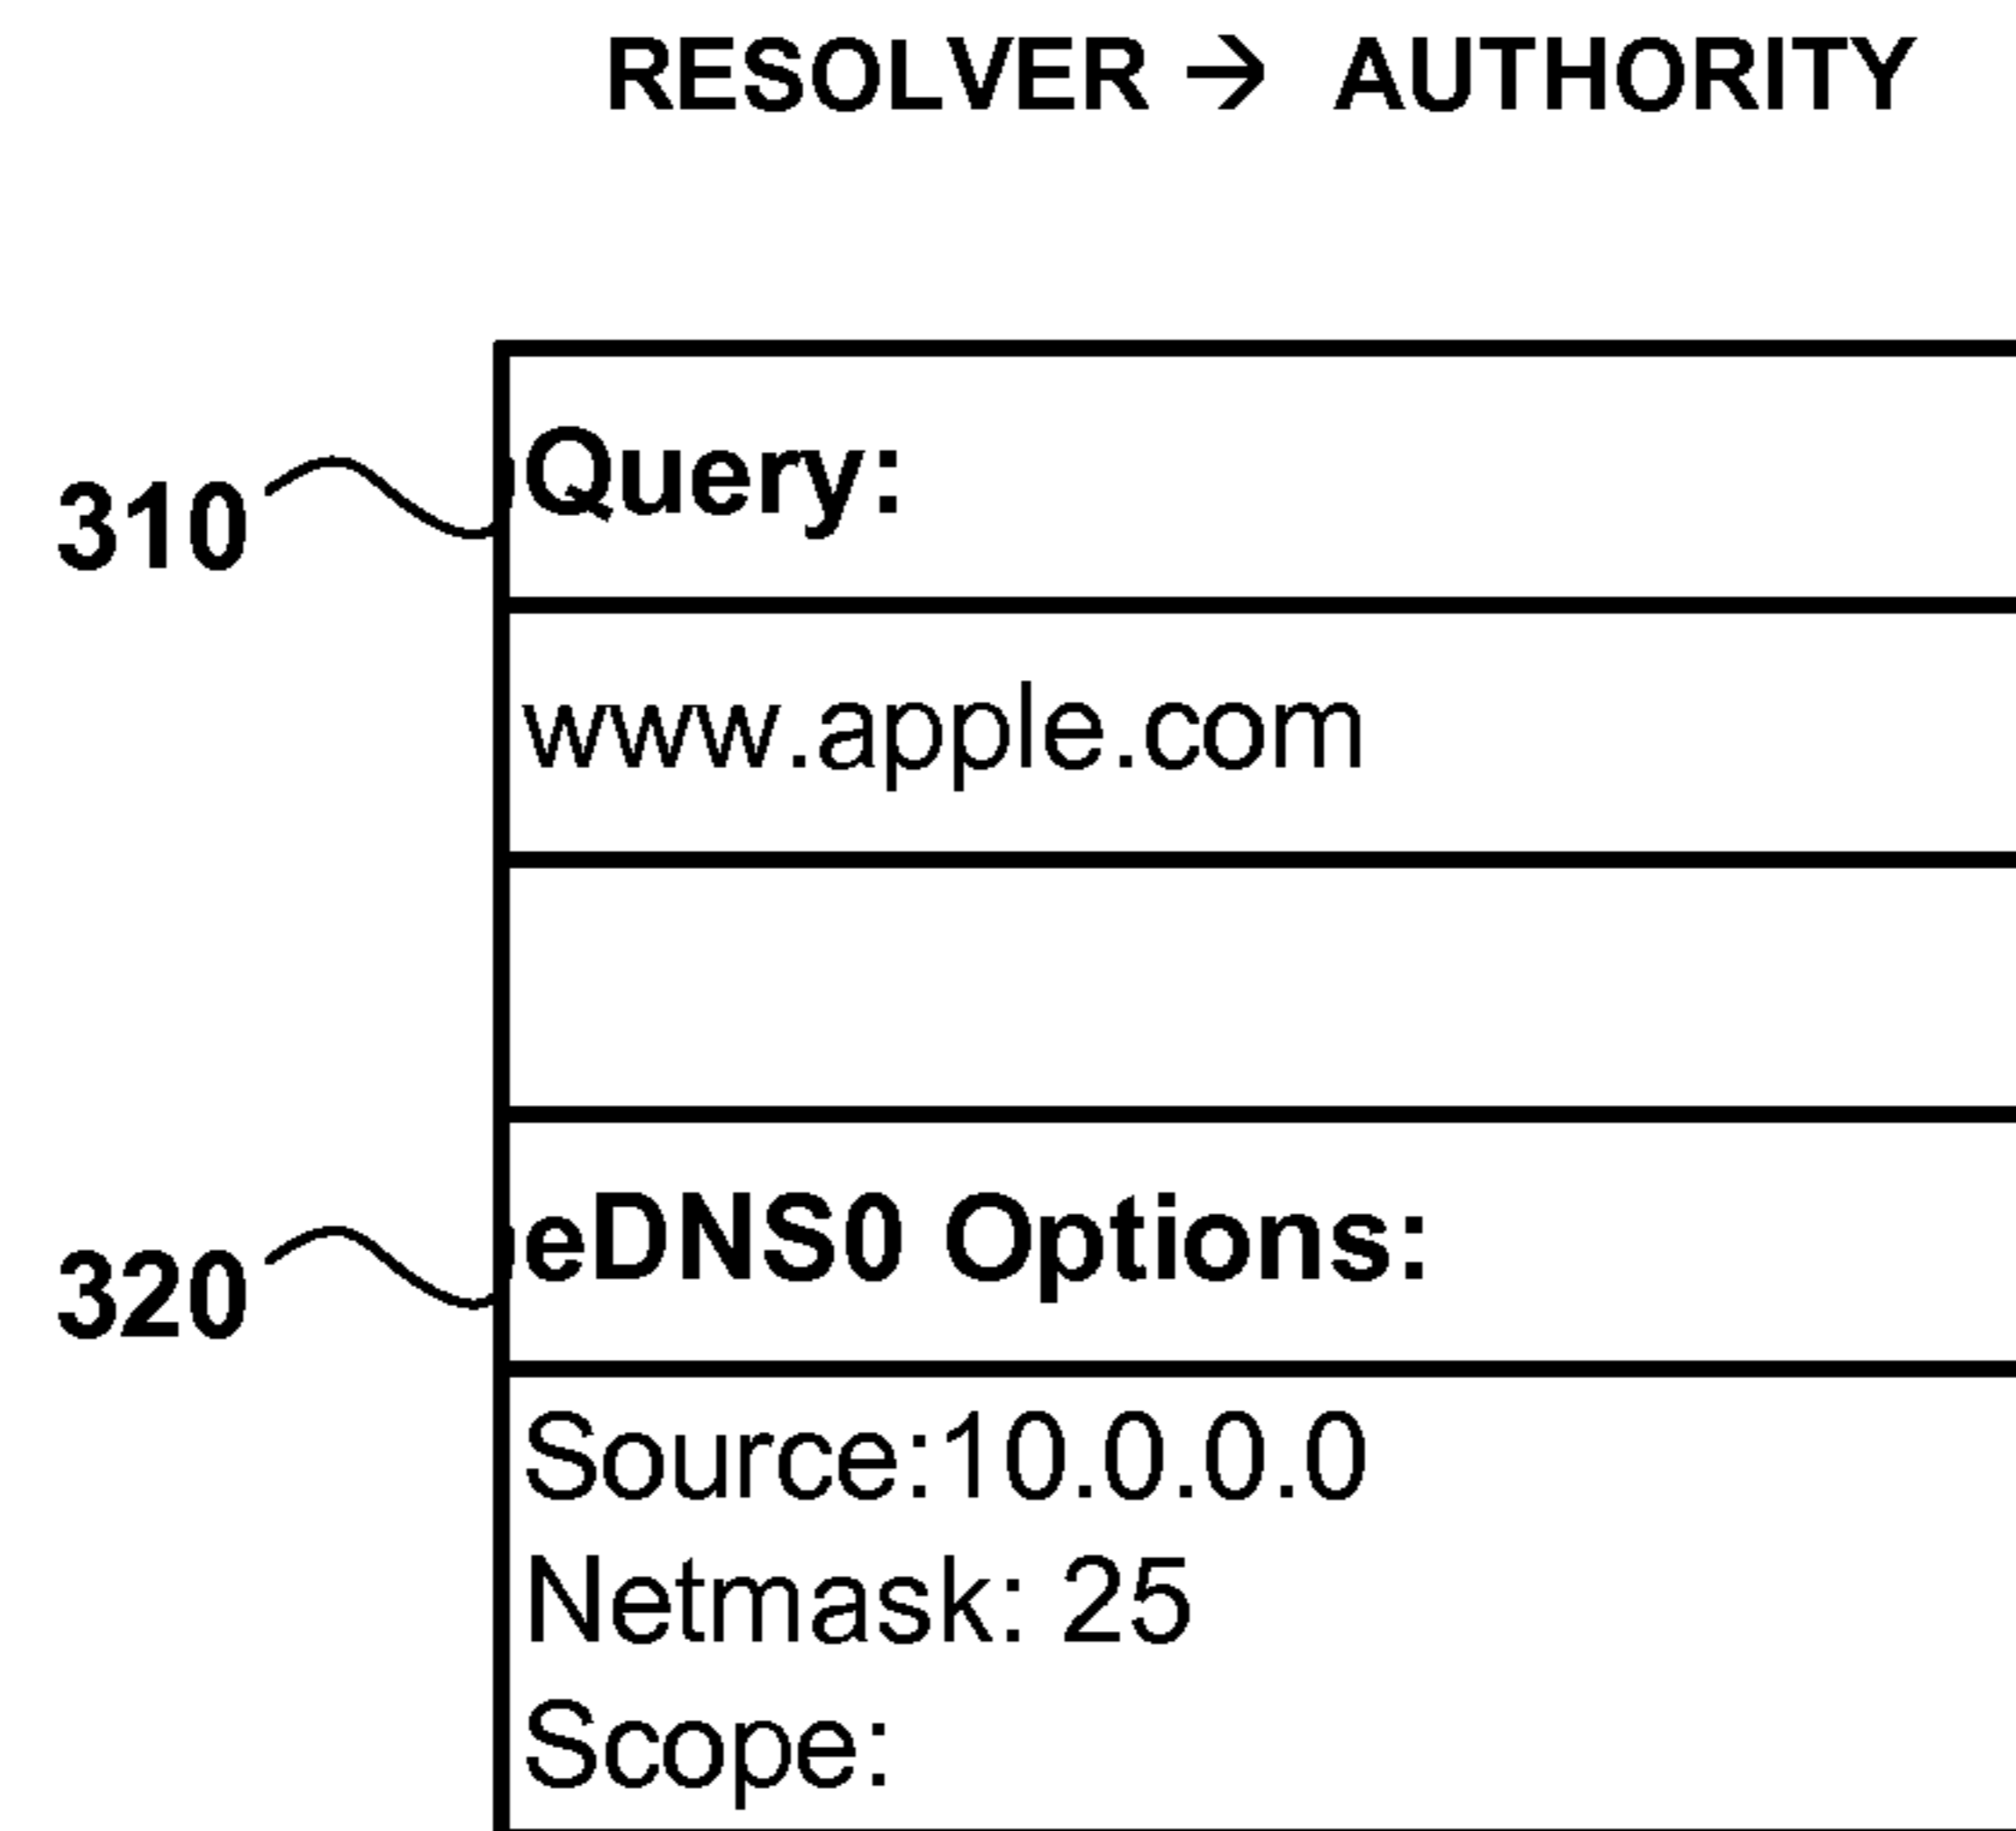 RESOLVER → AUTHORITY
310
Query:
www.apple.com
320
eDNS0 Options:
Source:10.0.0.0
Netmask: 25
Scope: